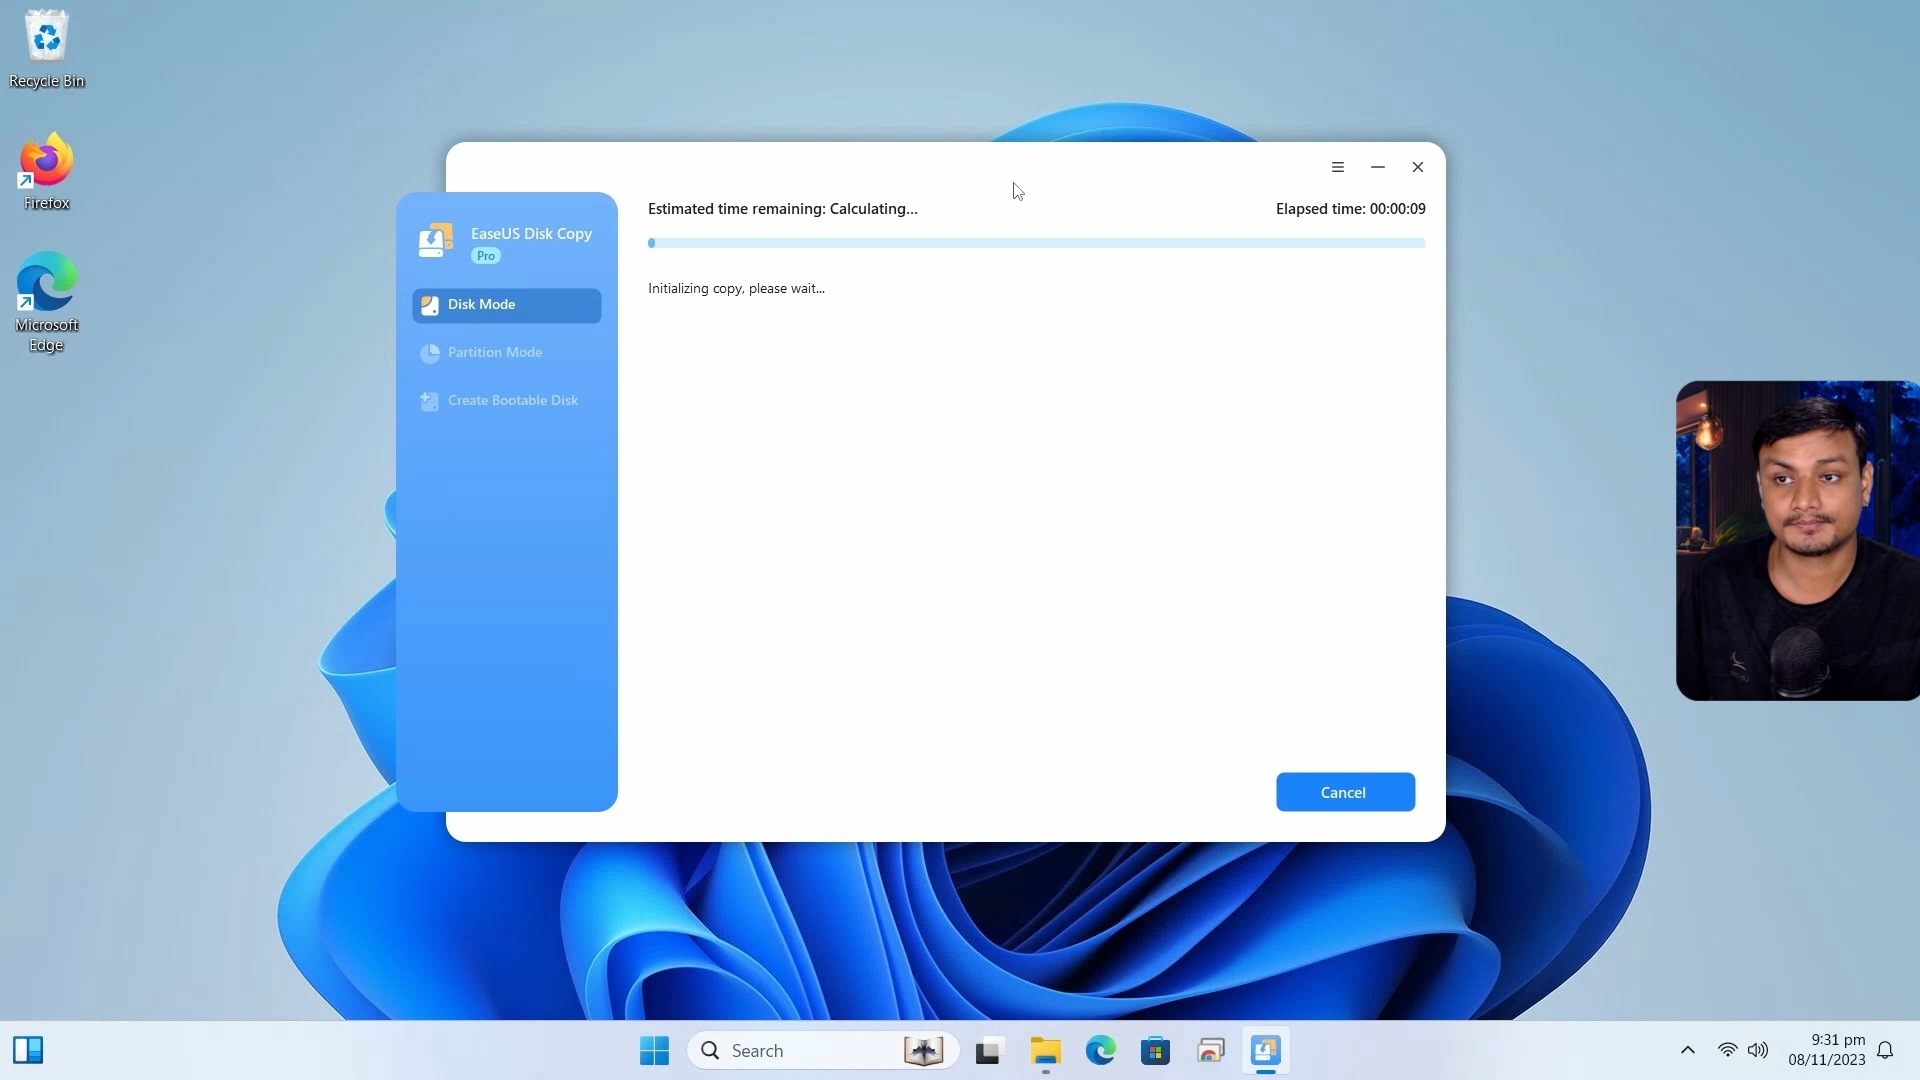 Recycle Bin
Firefox
Microsoft
Edge
EaseUS Disk Copy
Pro
Disk Mode
Partition Mode
Create Bootable Disk
Estimated time remaining: Calculating...
Elapsed time: 00:00:09
Initializing copy, please wait...
Cancel
Search
9:31 pm
08/11/2023